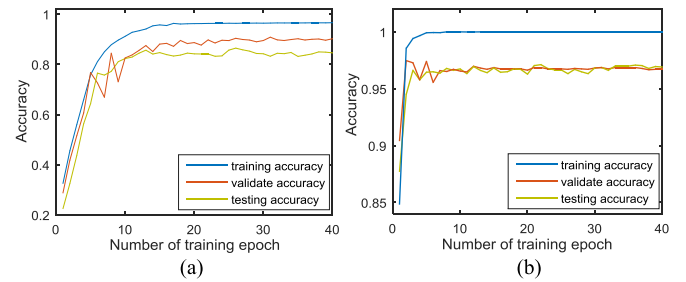 Accuracy
1
0.8
0.6
0.4
0.2
0 10 20 30 40
Number of training epoch
training accuracy
validate accuracy
testing accuracy
(a)
Accuracy
1
0.95
0.9
0.85
0 10 20 30 40
Number of training epoch
training accuracy
validate accuracy
testing accuracy
(b)